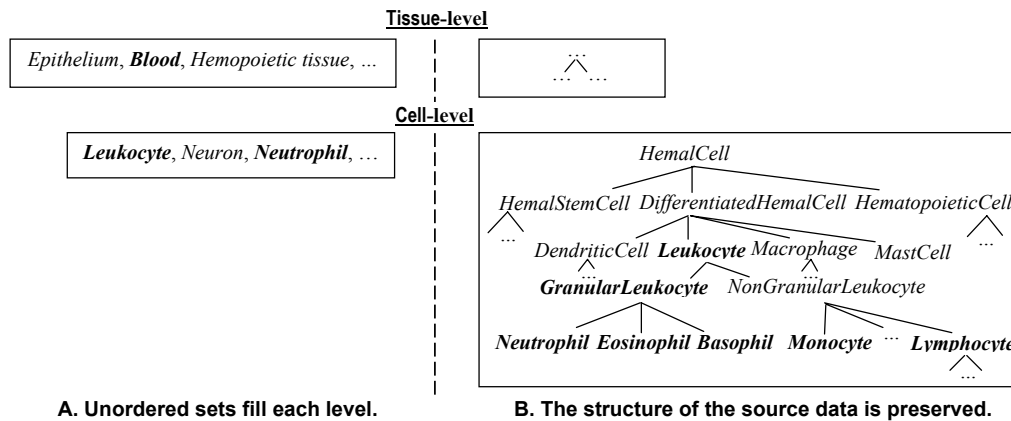 Tissue-level
Epithelium, Blood, Hemopoietic tissue, …
…
… …
Cell-level
Leukocyte, Neuron, Neutrophil, …
HemalCell
HemalStemCell DifferentiatedHemalCell HematopoieticCell
… …
DendriticCell Leukocyte Macrophage MastCell
… …
GranularLeukocyte NonGranularLeukocyte
Neutrophil Eosinophil Basophil Monocyte … Lymphocyte
…
A. Unordered sets fill each level. B. The structure of the source data is preserved.